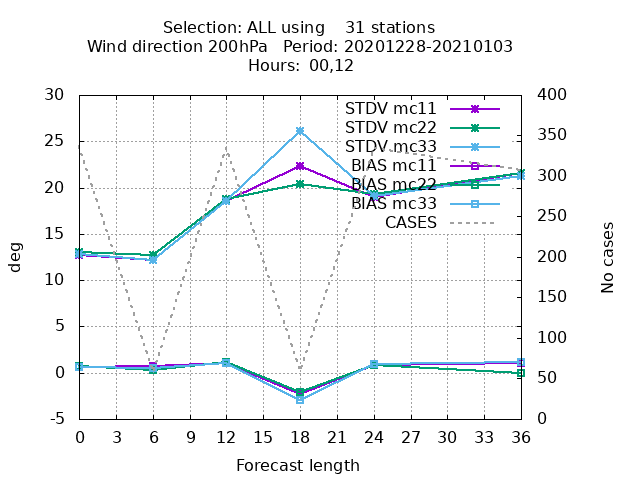 Selection: ALL using    31 stations
Wind direction 200hPa   Period: 20201228-20210103
Hours: 00,12
30
25
20
15
10
5
0
-5
deg
400
350
300
250
200
150
100
50
0
No cases
STDV mc11
STDV mc22
STDV mc33
BIAS mc11
BIAS mc22
BIAS mc33
CASES
0 3 6 9 12 15 18 21 24 27 30 33 36
Forecast length